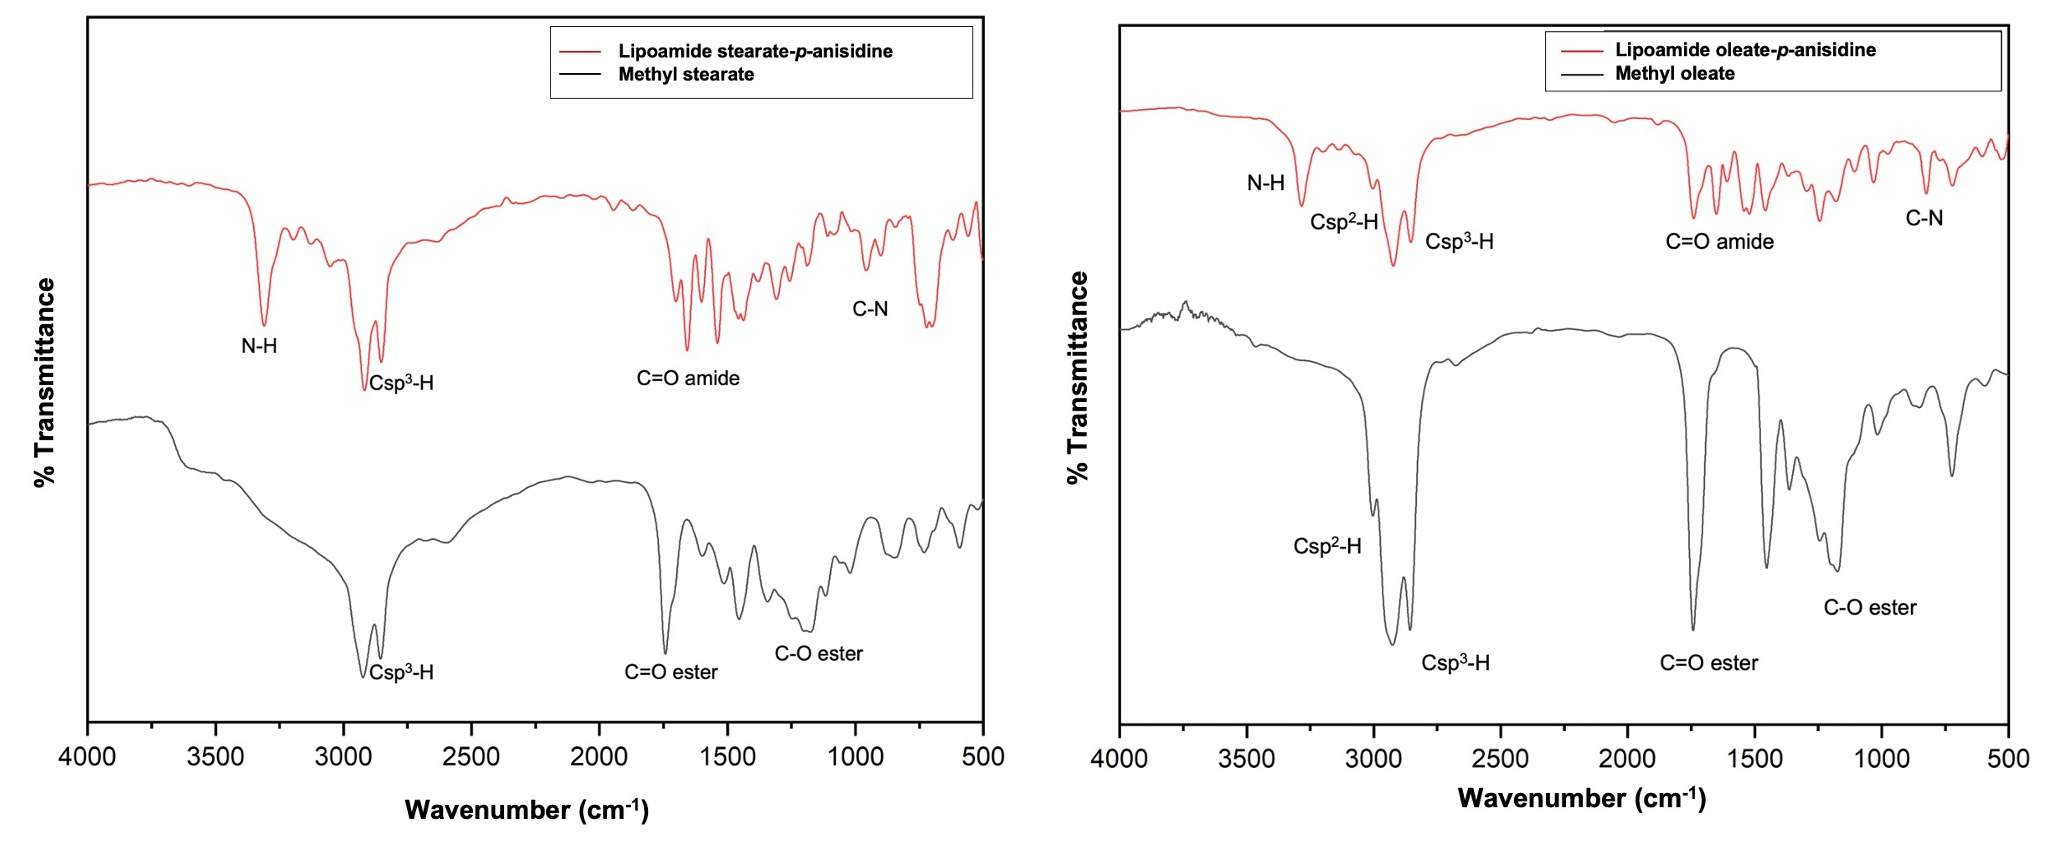 Lipoamide stearate-p-anisidine
Methyl stearate
% Transmittance
N-H
Csp³-H
C=O amide
C-N
Csp³-H
C=O ester
C-O ester
4000 3500 3000 2500 2000 1500 1000 500
Wavenumber (cm⁻¹)
Lipoamide oleate-p-anisidine
Methyl oleate
% Transmittance
N-H
Csp²-H
Csp³-H
C=O amide
C-N
Csp²-H
Csp³-H
C=O ester
C-O ester
4000 3500 3000 2500 2000 1500 1000 500
Wavenumber (cm⁻¹)